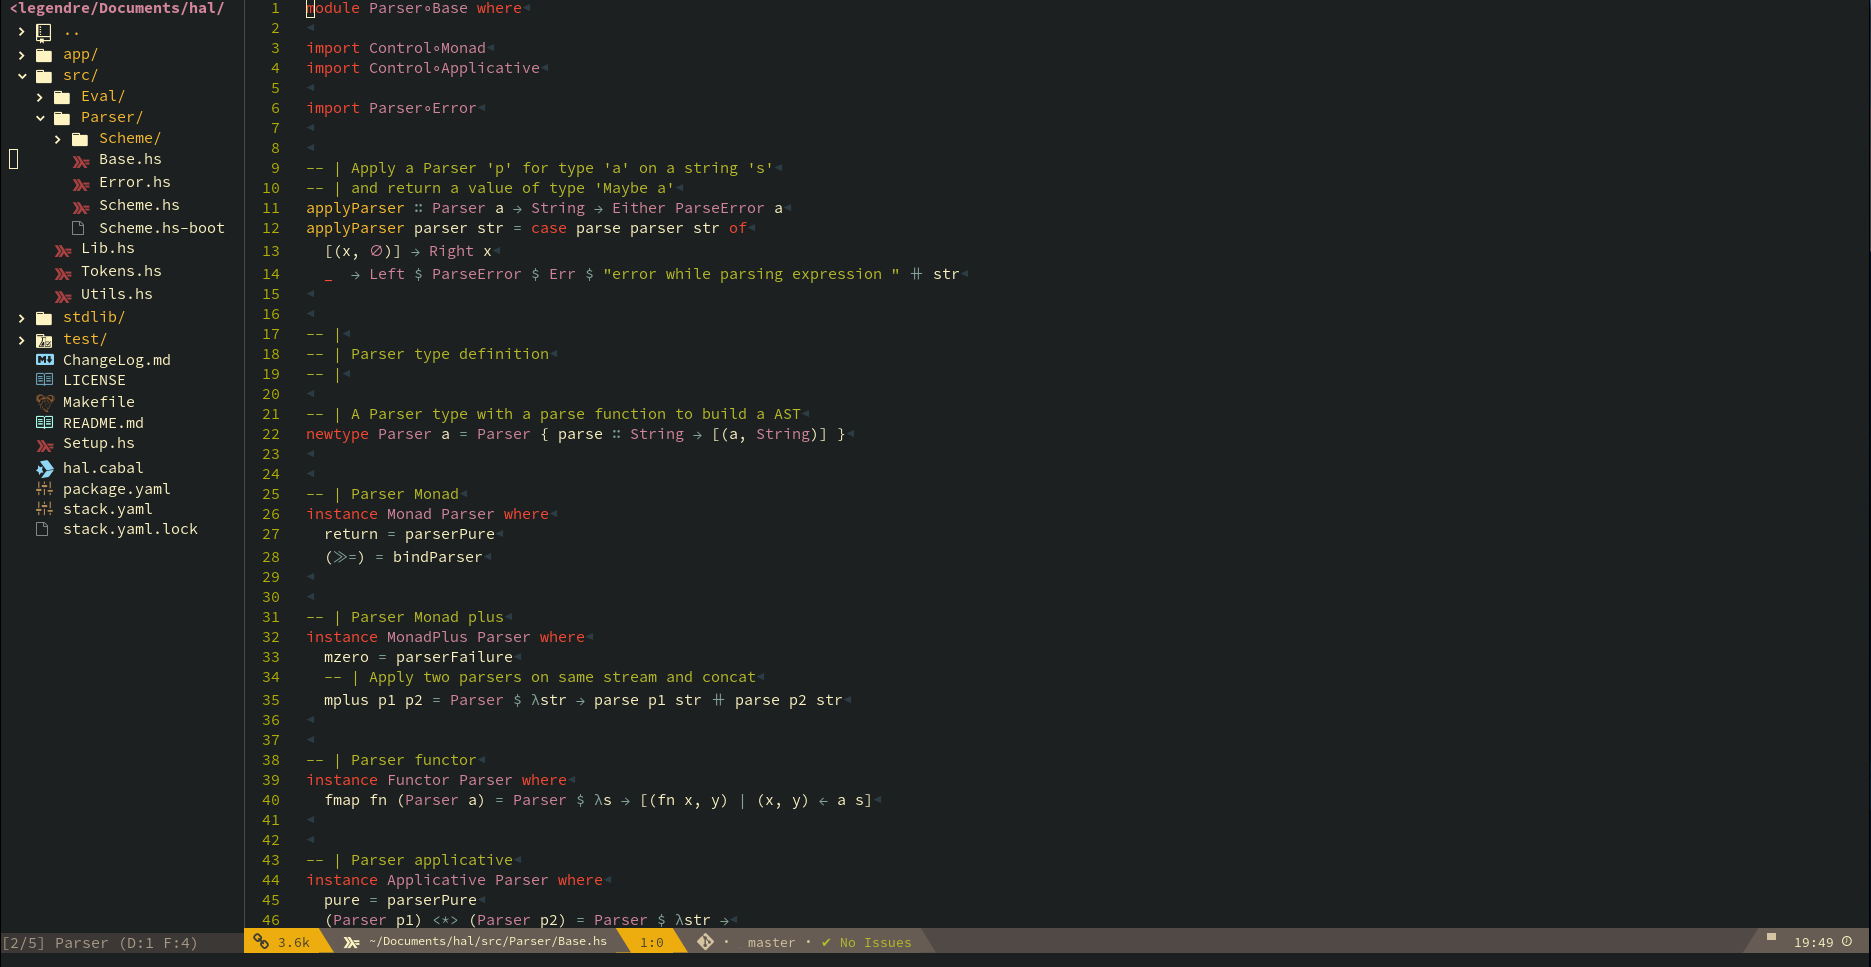 <legendre/Documents/hal/
..
app/
src/
Eval/
Parser/
Scheme/
Base.hs
Error.hs
Scheme.hs
Scheme.hs-boot
Lib.hs
Tokens.hs
Utils.hs
stdlib/
test/
ChangeLog.md
LICENSE
Makefile
README.md
Setup.hs
hal.cabal
package.yaml
stack.yaml
stack.yaml.lock
[2/5] Parser (D:1 F:4)
1 module Parser∘Base where
2
3 import Control∘Monad
4 import Control∘Applicative
5
6 import Parser∘Error
7
8
9 -- | Apply a Parser 'p' for type 'a' on a string 's'
10 -- | and return a value of type 'Maybe a'
11 applyParser ∷ Parser a → String → Either ParseError a
12 applyParser parser str = case parse parser str of
13   [(x, ∅)] → Right x
14   _  → Left $ ParseError $ Err $ "error while parsing expression " ⧺ str
15
16
17 -- |
18 -- | Parser type definition
19 -- |
20
21 -- | A Parser type with a parse function to build a AST
22 newtype Parser a = Parser { parse ∷ String → [(a, String)] }
23
24
25 -- | Parser Monad
26 instance Monad Parser where
27   return = parserPure
28   (≫=) = bindParser
29
30
31 -- | Parser Monad plus
32 instance MonadPlus Parser where
33   mzero = parserFailure
34   -- | Apply two parsers on same stream and concat
35   mplus p1 p2 = Parser $ λstr → parse p1 str ⧺ parse p2 str
36
37
38 -- | Parser functor
39 instance Functor Parser where
40   fmap fn (Parser a) = Parser $ λs → [(fn x, y) | (x, y) ← a s]
41
42
43 -- | Parser applicative
44 instance Applicative Parser where
45   pure = parserPure
46   (Parser p1) <*> (Parser p2) = Parser $ λstr →
3.6k ~/Documents/hal/src/Parser/Base.hs 1:0 • master • ✔ No Issues 19:49